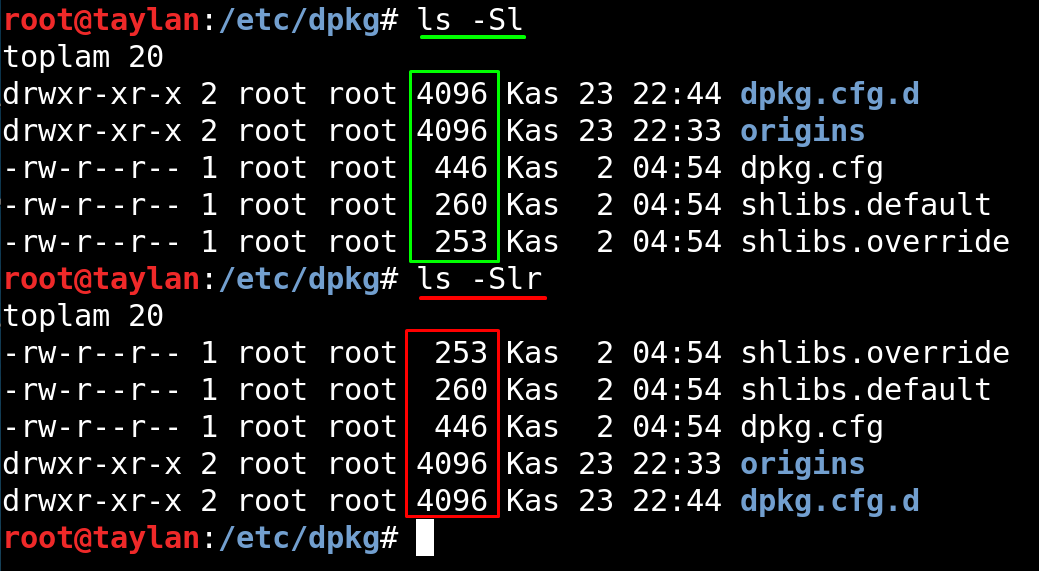 root@taylan:/etc/dpkg# ls -Sl
toplam 20
drwxr-xr-x 2 root root 4096 Kas 23 22:44 dpkg.cfg.d
drwxr-xr-x 2 root root 4096 Kas 23 22:33 origins
-rw-r--r-- 1 root root  446 Kas  2 04:54 dpkg.cfg
-rw-r--r-- 1 root root  260 Kas  2 04:54 shlibs.default
-rw-r--r-- 1 root root  253 Kas  2 04:54 shlibs.override
root@taylan:/etc/dpkg# ls -Slr
toplam 20
-rw-r--r-- 1 root root  253 Kas  2 04:54 shlibs.override
-rw-r--r-- 1 root root  260 Kas  2 04:54 shlibs.default
-rw-r--r-- 1 root root  446 Kas  2 04:54 dpkg.cfg
drwxr-xr-x 2 root root 4096 Kas 23 22:33 origins
drwxr-xr-x 2 root root 4096 Kas 23 22:44 dpkg.cfg.d
root@taylan:/etc/dpkg#